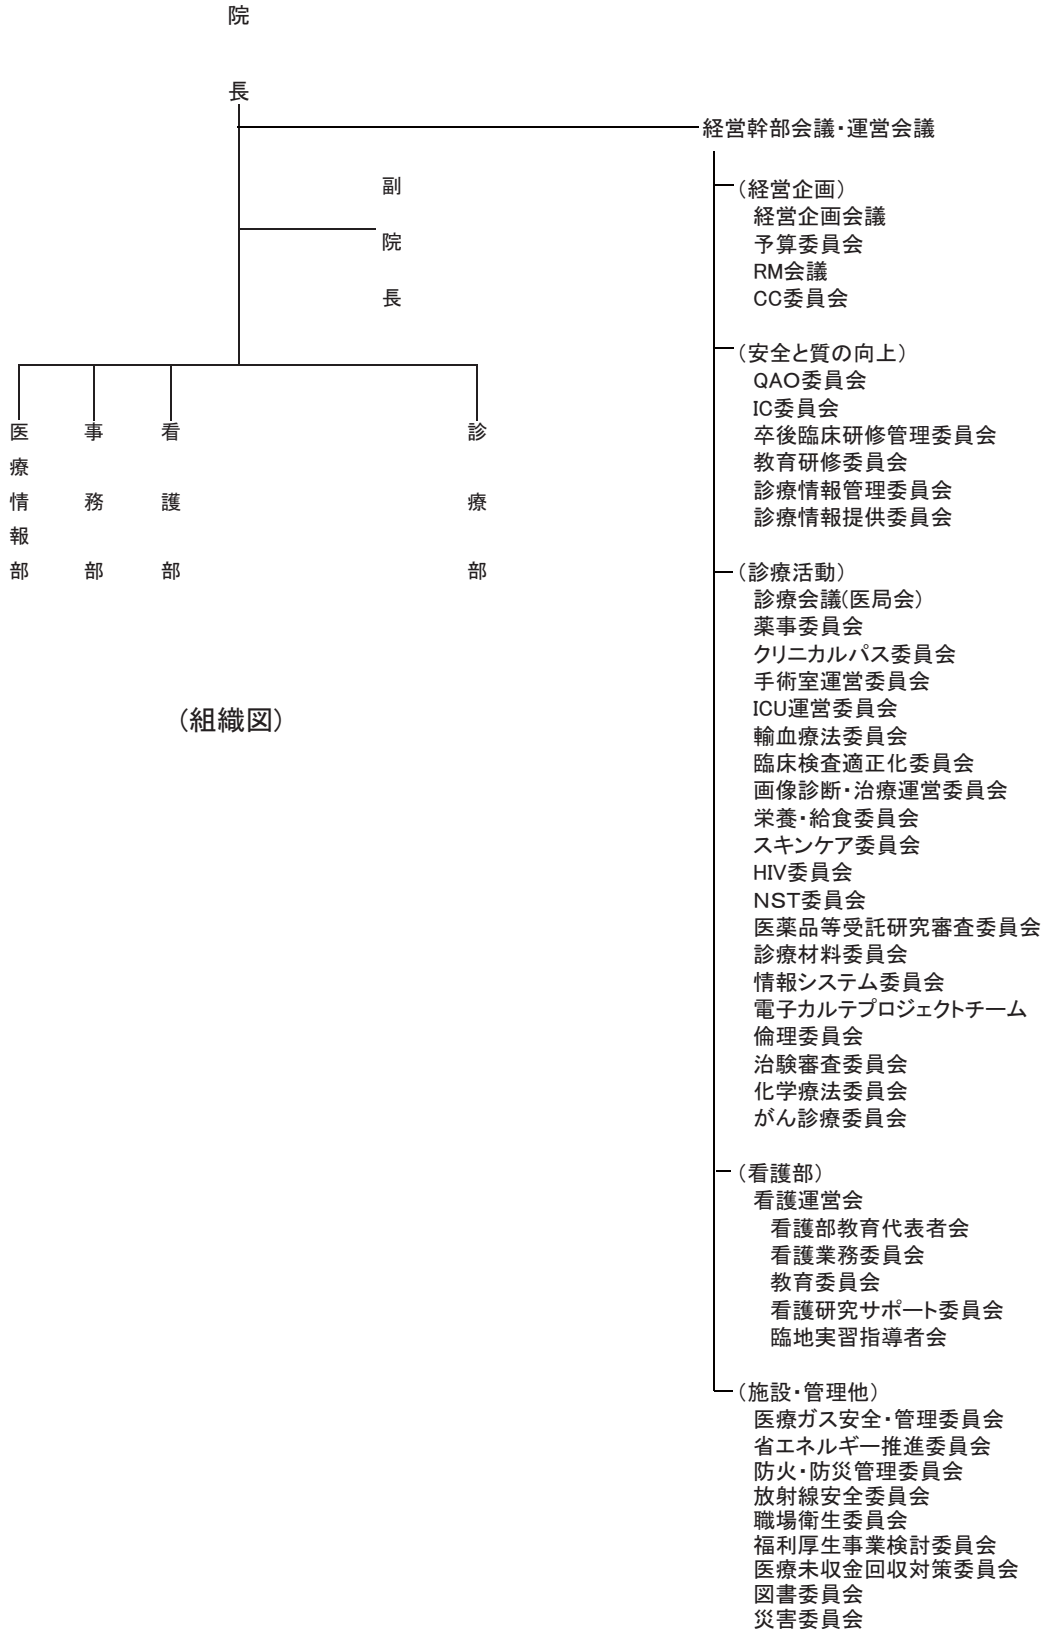 院長
経営幹部会議・運営会議
副院長
医療情報部
事務部
看護部
診療部
（組織図）
（経営企画）
経営企画会議
予算委員会
RM会議
CC委員会
（安全と質の向上）
QAO委員会
IC委員会
卒後臨床研修管理委員会
教育研修委員会
診療情報管理委員会
診療情報提供委員会
（診療活動）
診療会議(医局会）
薬事委員会
クリニカルパス委員会
手術室運営委員会
ICU運営委員会
輸血療法委員会
臨床検査適正化委員会
画像診断・治療運営委員会
栄養・給食委員会
スキンケア委員会
HIV委員会
NST委員会
医薬品等受託研究審査委員会
診療材料委員会
情報システム委員会
電子カルテプロジェクトチーム
倫理委員会
治験審査委員会
化学療法委員会
がん診療委員会
（看護部）
看護運営会
看護部教育代表者会
看護業務委員会
教育委員会
看護研究サポート委員会
臨地実習指導者会
（施設・管理他）
医療ガス安全・管理委員会
省エネルギー推進委員会
防火・防災管理委員会
放射線安全委員会
職場衛生委員会
福利厚生事業検討委員会
医療未収金回収対策委員会
図書委員会
災害委員会